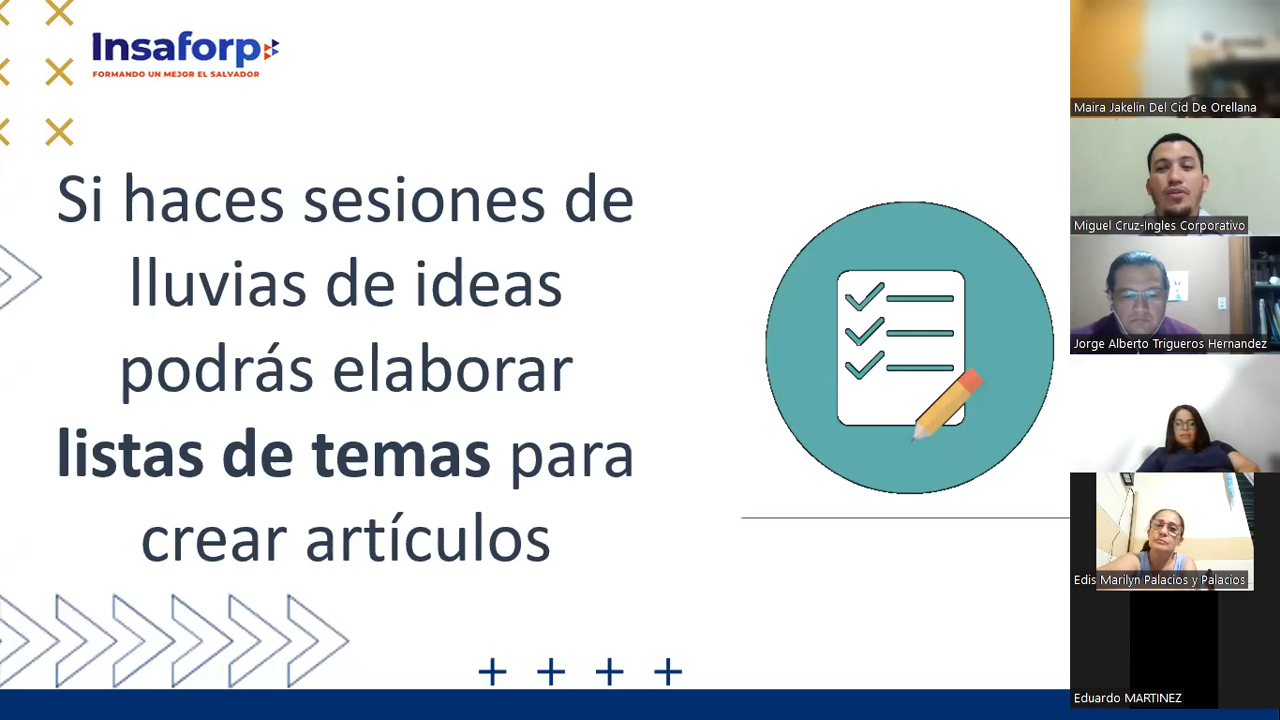 Insaforp
FORMANDO UN MEJOR EL SALVADOR
Si haces sesiones de
lluvias de ideas
podrás elaborar
listas de temas para
crear artículos
Maira Jakelin Del Cid De Orellana
Miguel Cruz-Ingles Corporativo
Jorge Alberto Trigueros Hernandez
Edis Marilyn Palacios y Palacios
Eduardo MARTINEZ